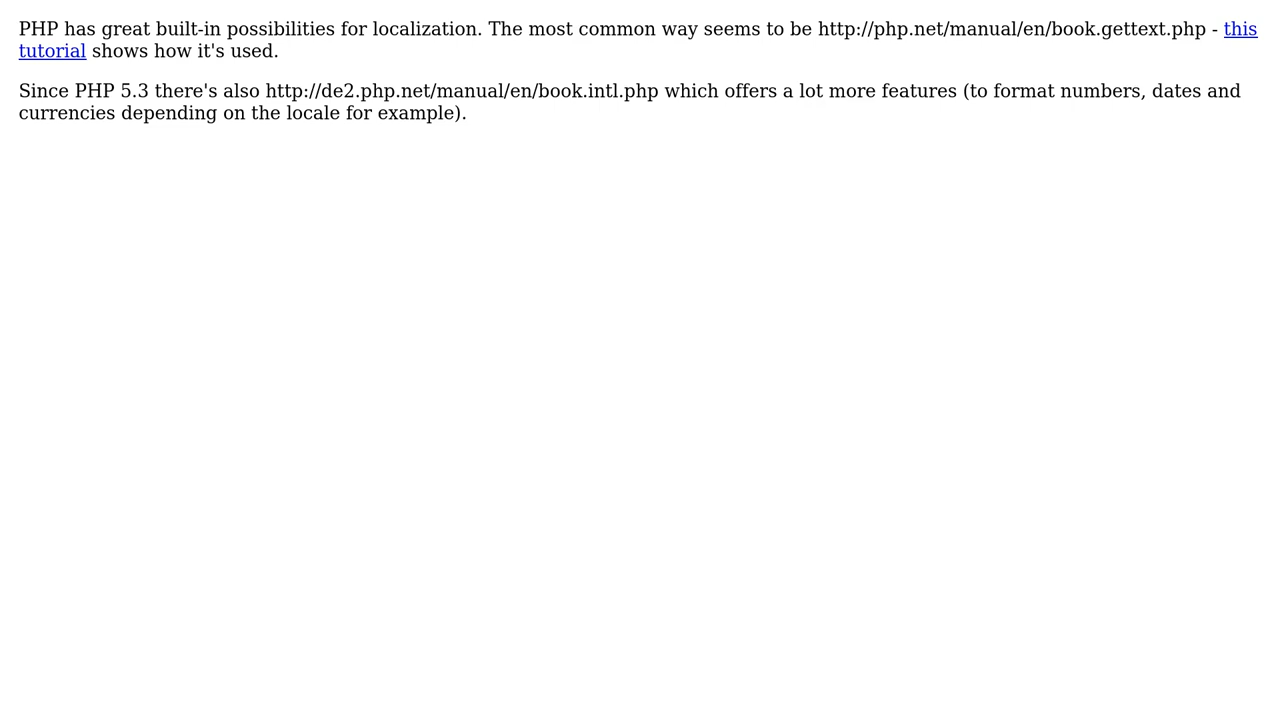 PHP has great built-in possibilities for localization. The most common way seems to be http://php.net/manual/en/book.gettext.php - this
tutorial shows how it's used.
Since PHP 5.3 there's also http://de2.php.net/manual/en/book.intl.php which offers a lot more features (to format numbers, dates and
currencies depending on the locale for example).